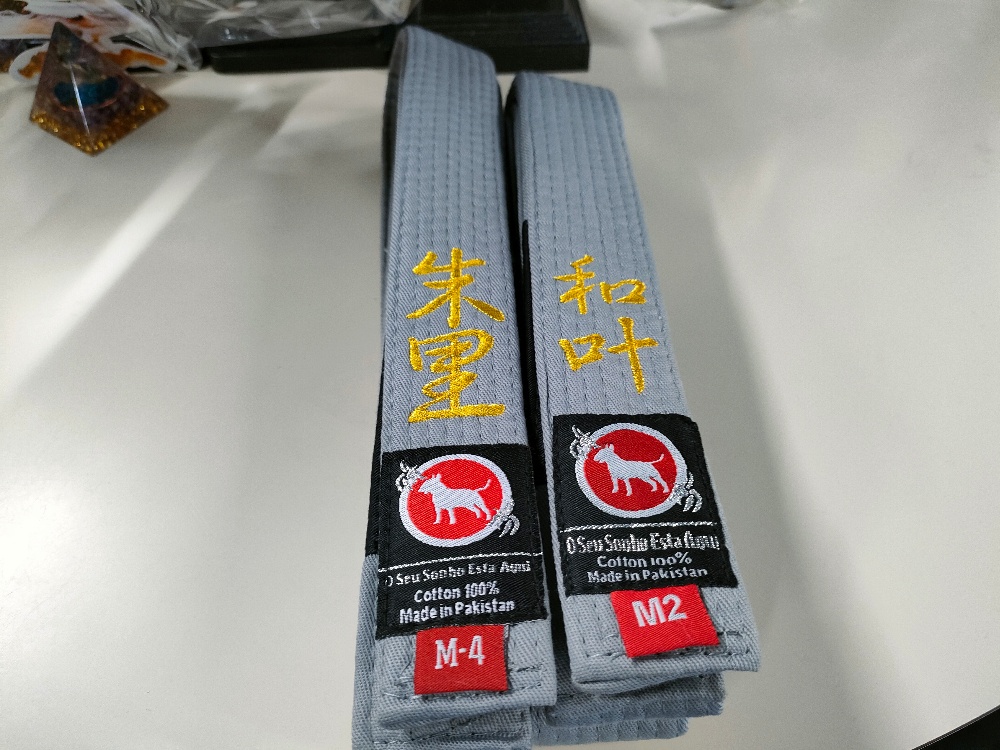 朱里
O Seu Sonho Esta Aqui
Cotton 100%
Made in Pakistan
M-4
和叶
O Seu Sonho Esta Aqui
Cotton 100%
Made in Pakistan
M2